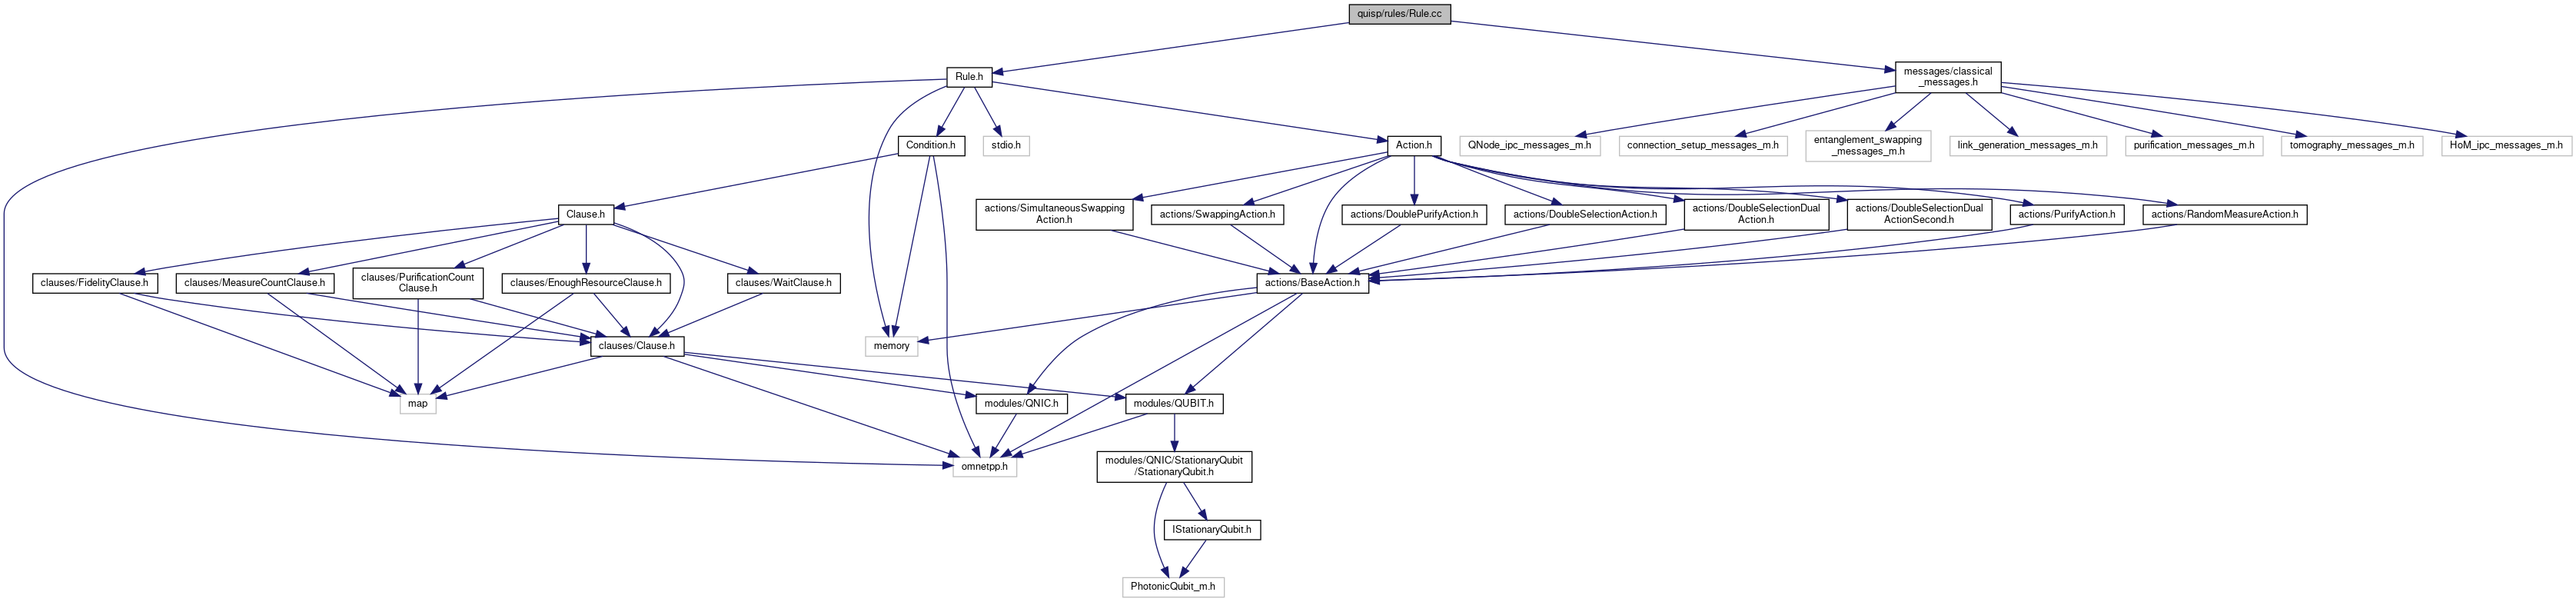 quisp/rules/Rule.cc
Rule.h
messages/classical
_messages.h
Condition.h
stdio.h
Action.h
QNode_ipc_messages_m.h
connection_setup_messages_m.h
entanglement_swapping
_messages_m.h
link_generation_messages_m.h
purification_messages_m.h
tomography_messages_m.h
HoM_ipc_messages_m.h
Clause.h
actions/SimultaneousSwapping
Action.h
actions/SwappingAction.h
actions/DoublePurifyAction.h
actions/DoubleSelectionAction.h
actions/DoubleSelectionDual
Action.h
actions/DoubleSelectionDual
ActionSecond.h
actions/PurifyAction.h
actions/RandomMeasureAction.h
clauses/FidelityClause.h
clauses/MeasureCountClause.h
clauses/PurificationCount
Clause.h
clauses/EnoughResourceClause.h
clauses/WaitClause.h
actions/BaseAction.h
clauses/Clause.h
memory
map
modules/QNIC.h
modules/QUBIT.h
omnetpp.h
modules/QNIC/StationaryQubit
/StationaryQubit.h
IStationaryQubit.h
PhotonicQubit_m.h